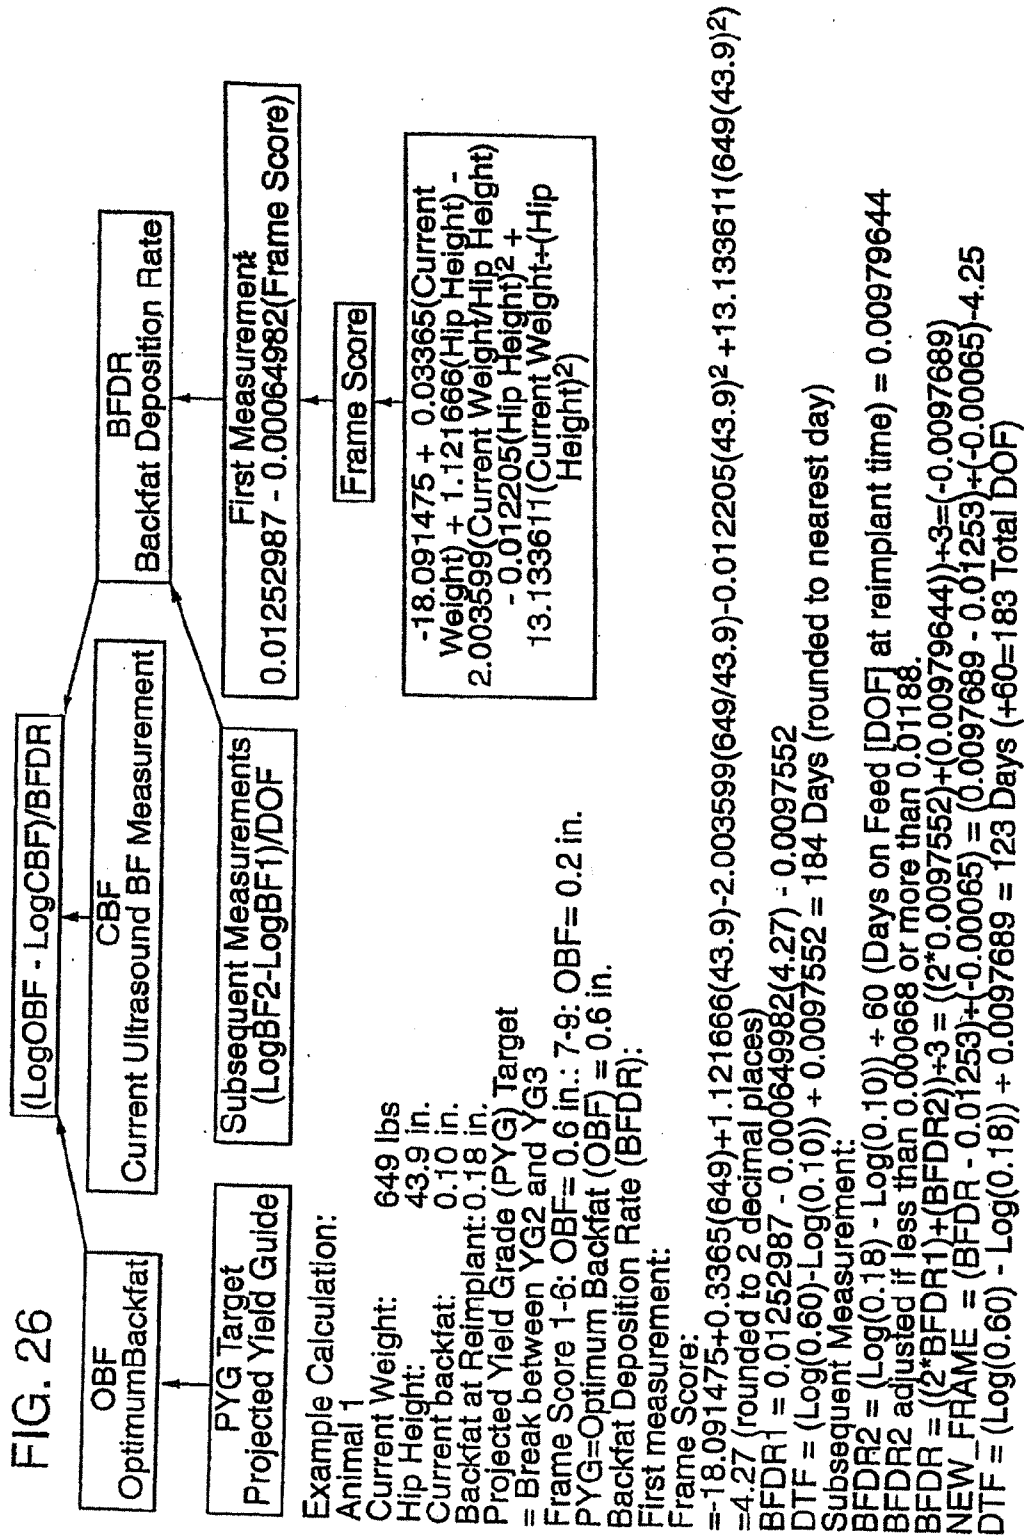 FIG. 26
(LogOBF - LogCBF)/BFDR
OBF
OptimumBackfat
CBF
Current Ultrasound BF Measurement
BFDR
Backfat Deposition Rate
PYG Target
Projected Yield Guide
Subsequent Measurements
(LogBF2-LogBF1)/DOF
First Measurement
0.01252987 - 0.00064982(Frame Score)
Frame Score
-18.091475 + 0.03365(Current
Weight) + 1.121666(Hip Height) -
2.003599(Current Weight/Hip Height)
- 0.012205(Hip Height)² +
13.133611(Current Weight÷(Hip
Height)²)
Example Calculation:
Animal 1
Current Weight: 649 lbs
Hip Height: 43.9 in.
Current backfat: 0.10 in.
Backfat at ReImplant: 0.18 in.
Projected Yield Grade (PYG) Target
= Break between YG2 and YG3
Frame Score 1-6: OBF= 0.6 in.: 7-9: OBF= 0.2 in.
PYG=Optimum Backfat (OBF) = 0.6 in.
Backfat Deposition Rate (BFDR):
First measurement:
Frame Score:
=-18.091475+0.3365(649)+1.121666(43.9)-2.003599(649/43.9)-0.012205(43.9)² +13.133611(649(43.9)²)
=4.27 (rounded to 2 decimal places)
BFDR1 = 0.01252987 - 0.00064982(4.27) - 0.0097552
DTF = (Log(0.60)-Log(0.10)) ÷ 0.0097552 = 184 Days (rounded to nearest day)
Subsequent Measurement:
BFDR2 = (Log(0.18) - Log(0.10)) ÷ 60 (Days on Feed [DOF] at reimplant time) = 0.00979644
BFDR2 adjusted if less than 0.000668 or more than 0.01188.
BFDR = ((2*BFDR1)+(BFDR2))÷3 = ((2*0.0097552)+(0.00979644))÷3=(-0.0097689)
NEW_FRAME = (BFDR - 0.01253)÷(-0.00065) = (0.0097689 - 0.01253)÷(-0.00065)-4.25
DTF = (Log(0.60) - Log(0.18)) ÷ 0.0097689 = 123 Days (+60=183 Total DOF)